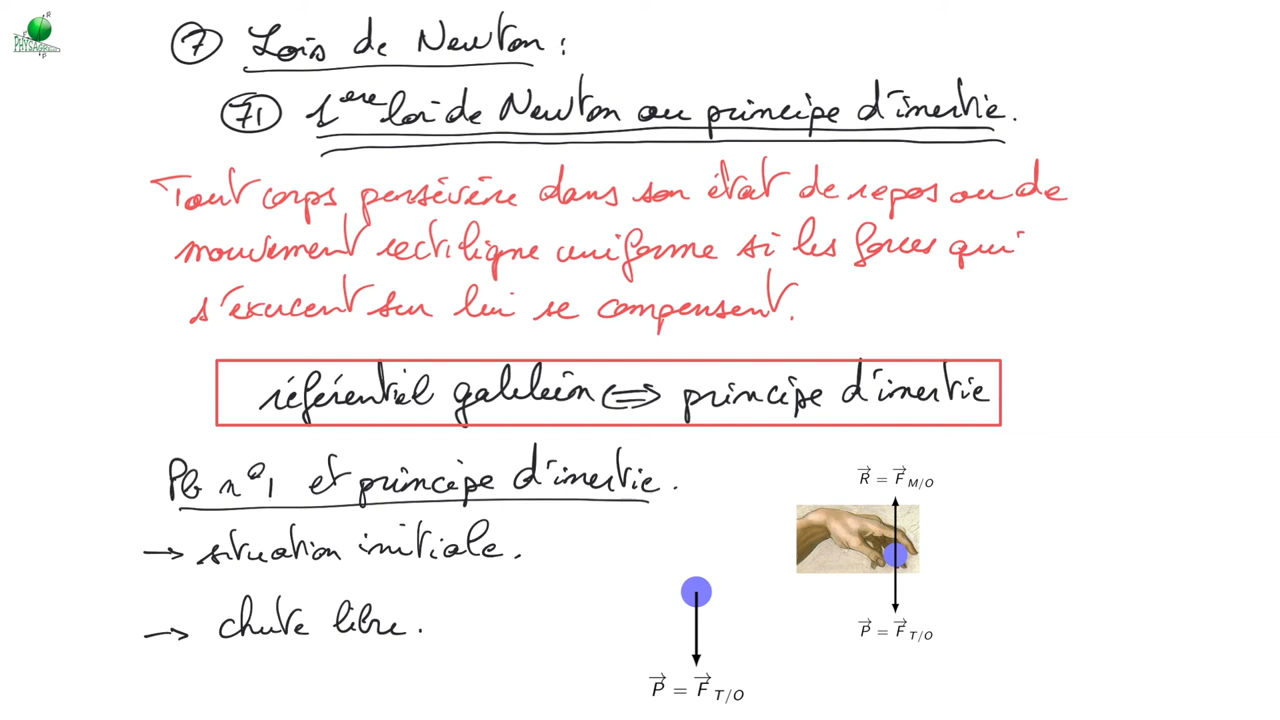 ⑦ Lois de Newton :
71 1ère loi de Newton ou principe d'inertie.
Tout corps persévère dans son état de repos ou de
mouvement rectiligne uniforme si les forces qui
s'exercent sur lui se compensent.
référentiel galiléen ⟺ principe d'inertie
Pb n°1 et principe d'inertie.
→ situation initiale.
→ chute libre.
R⃗ = F⃗ M/O
P⃗ = F⃗ T/O
P⃗ = F⃗ T/O